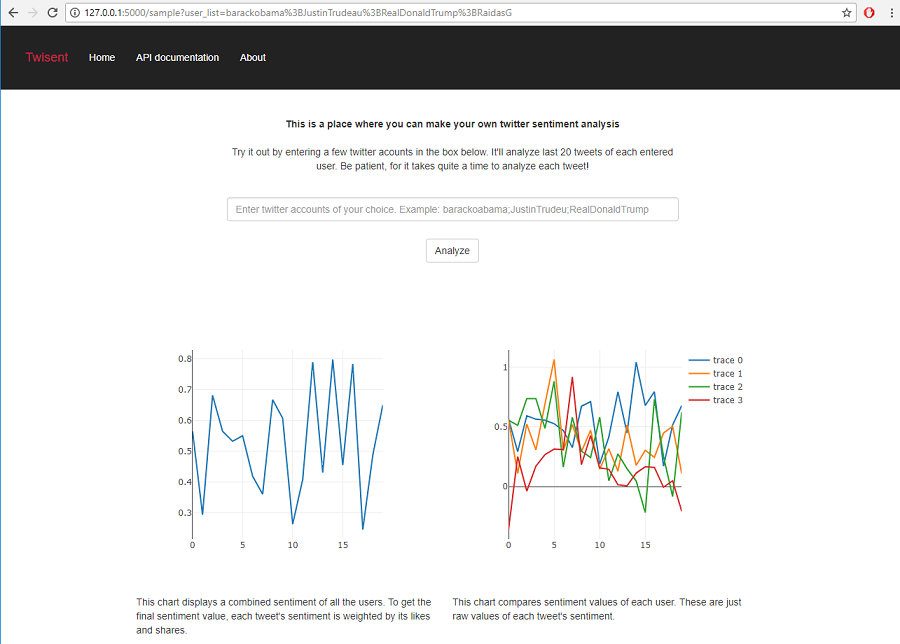 127.0.0.1:5000/sample?user_list=barackobama%3BJustinTrudeau%3BRealDonaldTrump%3BRaidasG
Twisent Home API documentation About
This is a place where you can make your own twitter sentiment analysis
Try it out by entering a few twitter acounts in the box below. It'll analyze last 20 tweets of each entered
user. Be patient, for it takes quite a time to analyze each tweet!
Enter twitter accounts of your choice. Example: barackoabama;JustinTrudeu;RealDonaldTrump
Analyze
0.8
0.7
0.6
0.5
0.4
0.3
0 5 10 15
1
0.5
0
0 5 10 15
trace 0
trace 1
trace 2
trace 3
This chart displays a combined sentiment of all the users. To get the
final sentiment value, each tweet's sentiment is weighted by its likes
and shares.
This chart compares sentiment values of each user. These are just
raw values of each tweet's sentiment.